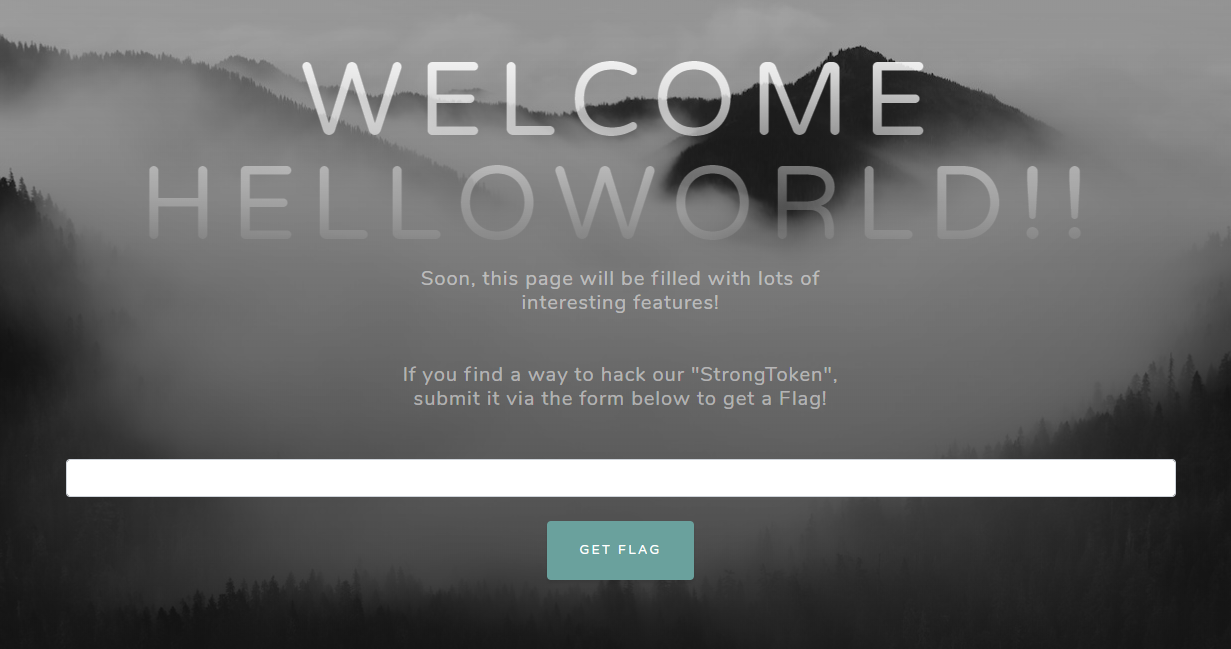 WELCOME
HELLOWORLD!!
Soon, this page will be filled with lots of
interesting features!
If you find a way to hack our "StrongToken",
submit it via the form below to get a Flag!
GET FLAG